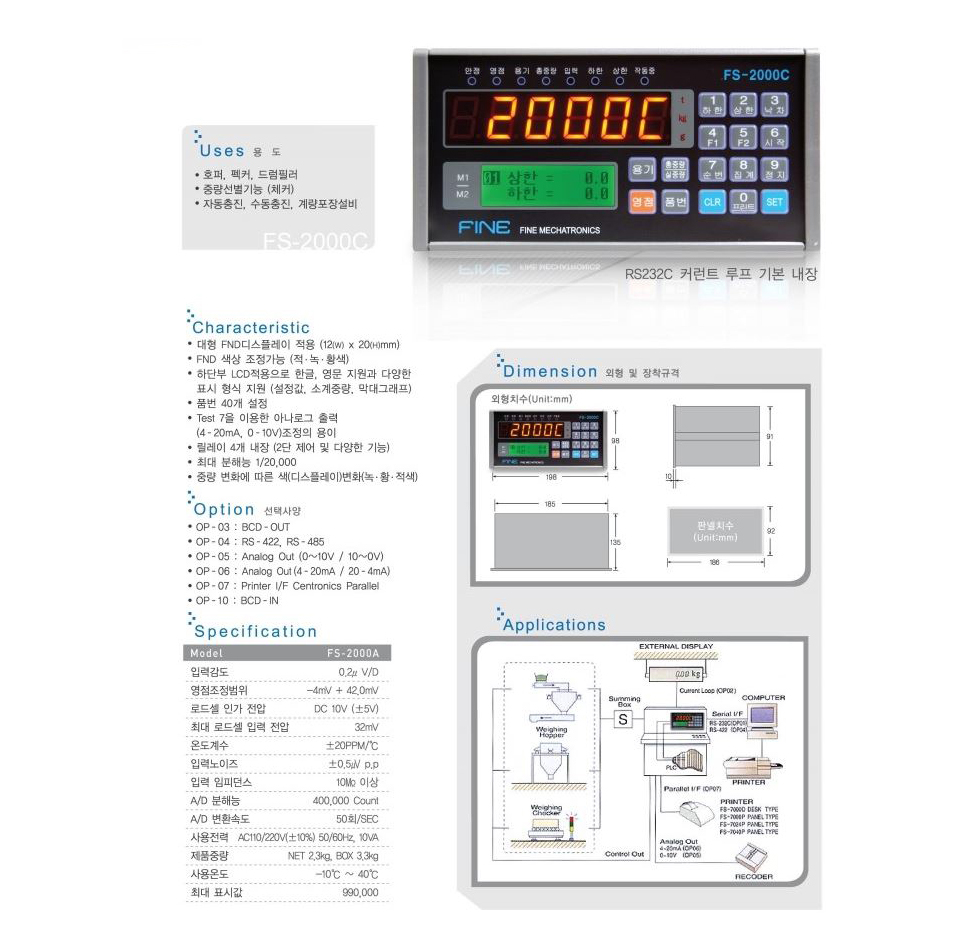 안정 영점 용기 총중량 입력 하한 상한 작동중
FS-2000C
2000C
t
kg
g
1 하한 2 상한 3 낙차
4 F1 5 F2 6 시작
용기 총중량 실중량 7 순번 8 집계 9 정지
영점 품번 CLR 0 프린트 SET
M1
M2
01 상한 = 0.0
하한 = 0.0
FINE FINE MECHATRONICS
RS232C 커런트 루프 기본 내장
Uses 용 도
• 호퍼, 팩커, 드럼필러
• 중량선별기능 (체커)
• 자동충진, 수동충진, 계량포장설비
FS-2000C
Characteristic
• 대형 FND디스플레이 적용 (12(W) x 20(H)mm)
• FND 색상 조정가능 (적·녹·황색)
• 하단부 LCD적용으로 한글, 영문 지원과 다양한
표시 형식 지원 (설정값, 소계중량, 막대그래프)
• 품번 40개 설정
• Test 7을 이용한 아나로그 출력
(4-20mA, 0-10V)조정의 용이
• 릴레이 4개 내장 (2단 제어 및 다양한 기능)
• 최대 분해능 1/20,000
• 중량 변화에 따른 색(디스플레이)변화(녹·황·적색)
Option 선택사양
• OP-03 : BCD-OUT
• OP-04 : RS-422, RS-485
• OP-05 : Analog Out (0~10V / 10~0V)
• OP-06 : Analog Out (4-20mA / 20-4mA)
• OP-07 : Printer I/F Centronics Parallel
• OP-10 : BCD-IN
Specification
Model FS-2000A
입력감도 0.2μ V/D
영점조정범위 -4mV + 42.0mV
로드셀 인가 전압 DC 10V (±5V)
최대 로드셀 입력 전압 32mV
온도계수 ±20PPM/℃
입력노이즈 ±0.5μV p.p
입력 임피던스 10MΩ 이상
A/D 분해능 400,000 Count
A/D 변환속도 50회/SEC
사용전력 AC110/220V(±10%) 50/60Hz, 10VA
제품중량 NET 2.3kg, BOX 3.3kg
사용온도 -10℃ ~ 40℃
최대 표시값 990,000
Dimension 외형 및 장착규격
외형치수(Unit:mm)
FS-2000C
2000C
98
198
91
10
185
135
판넬치수
(Unit:mm)
92
186
Applications
EXTERNAL DISPLAY
0.00 kg
Current Loop (OP02)
Summing
Box
S
COMPUTER
Serial I/F
RS-232C(OP01)
RS-422 (OP04)
Weighing
Hopper
PLC
PRINTER
Parallel I/F (OP07)
PRINTER
FS-7000D DESK TYPE
FS-7000P PANEL TYPE
FS-7024P PANEL TYPE
FS-7040P PANEL TYPE
Weighing
Checker
Analog Out
4-20mA (OP06)
0-10V (OP05)
Control Out
RECODER